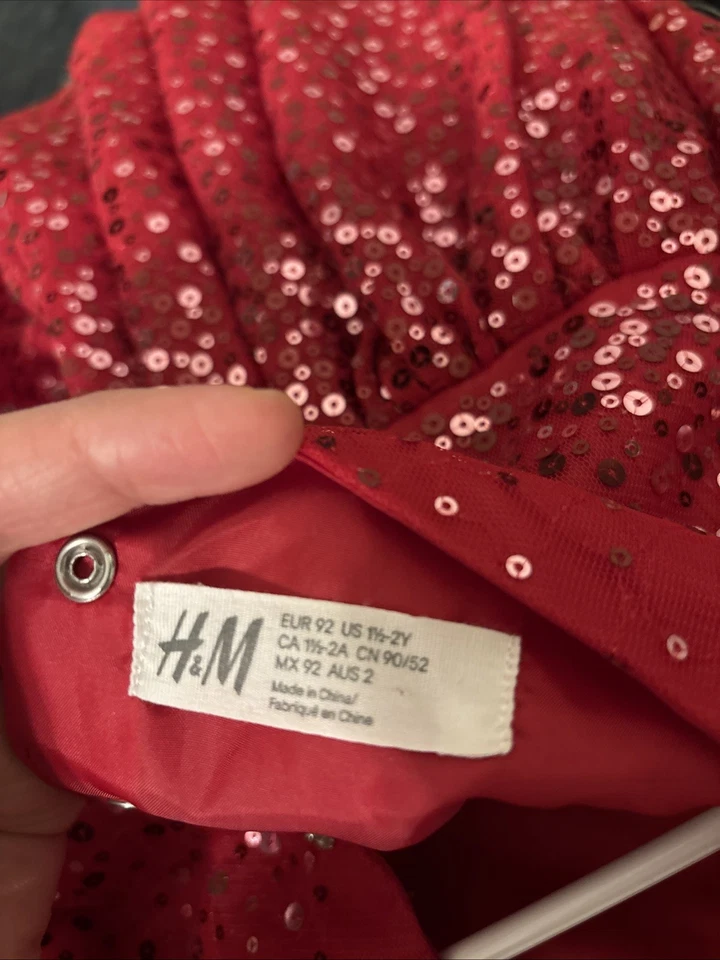 H&M
EUR 92 US 1½-2Y
CA 1½-2A CN 90/52
MX 92 AUS 2
Made in China/
Fabriqué en Chine